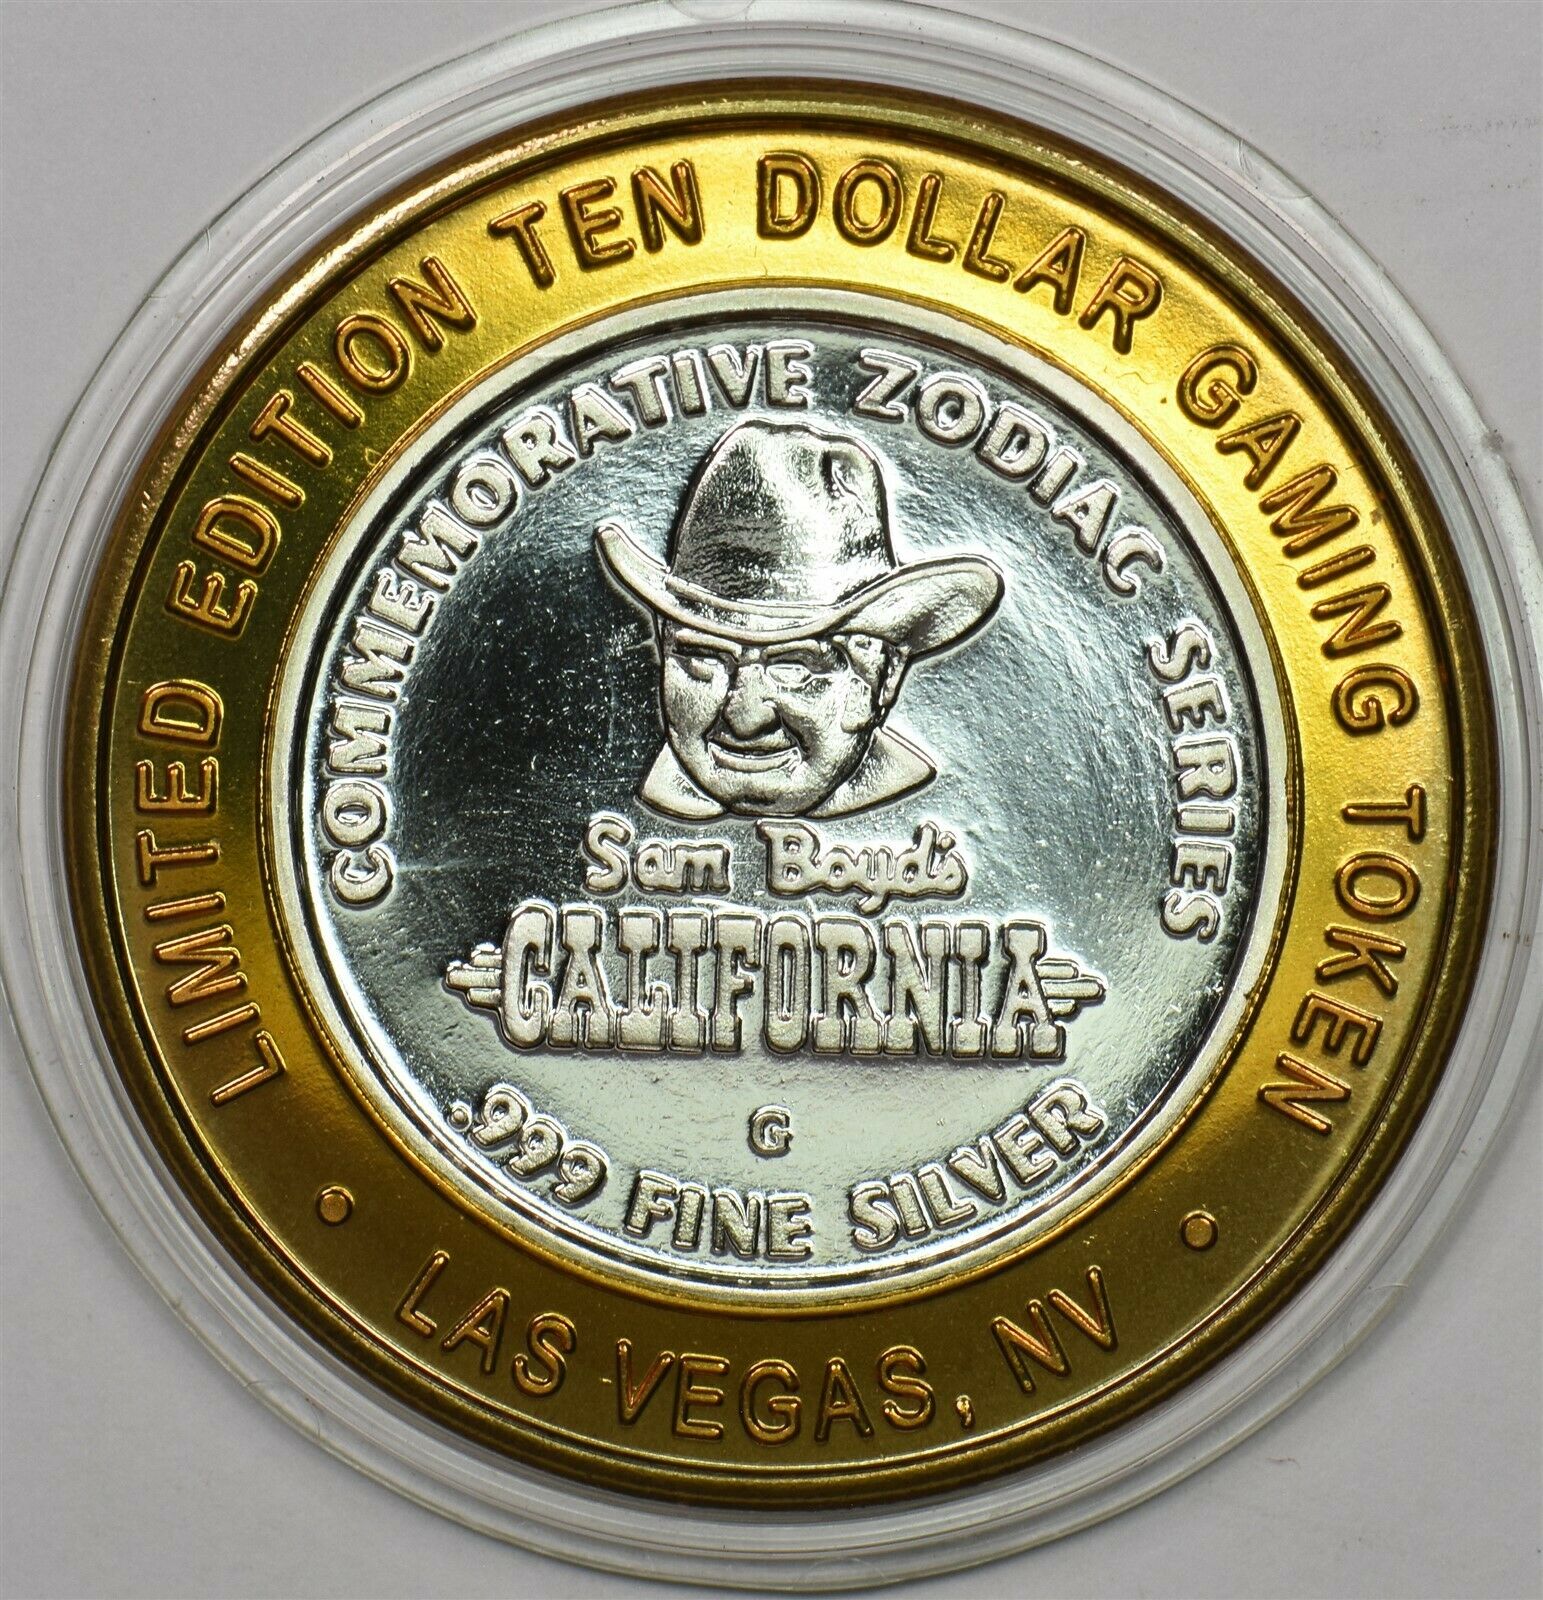 LIMITED EDITION TEN DOLLAR GAMING TOKEN
COMMEMORATIVE ZODIAC SERIES
Sam Boyd's
CALIFORNIA
G
.999 FINE SILVER
• LAS VEGAS, NV •